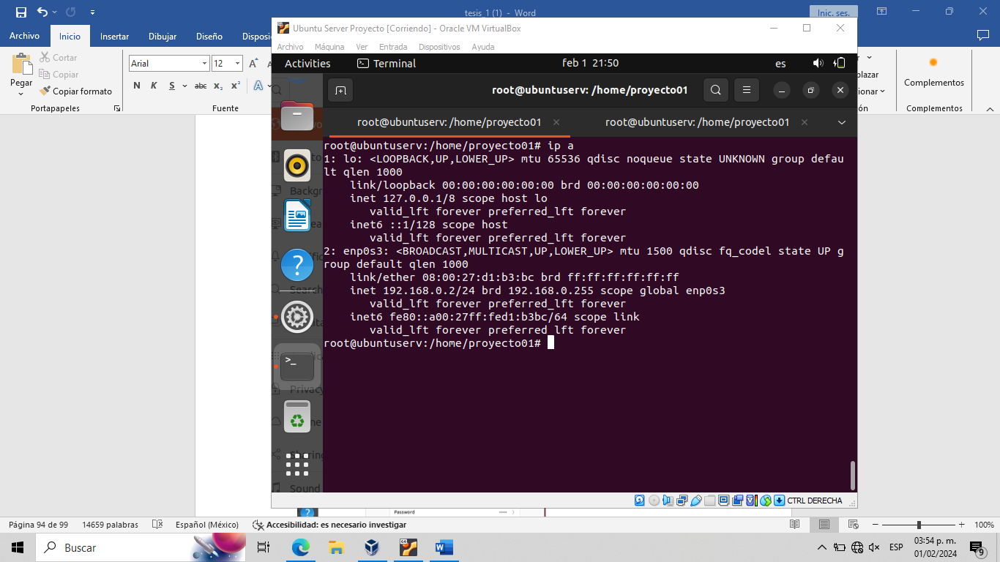 tesis_1 (1) - Word
Inic. ses.
Archivo Inicio Insertar Dibujar Diseño
Pegar
Cortar
Copiar
Copiar formato
Portapapeles
Arial 12
N K S abc x₂ x²
Fuente
Complementos
Complementos
Ubuntu Server Proyecto [Corriendo] - Oracle VM VirtualBox
Archivo Máquina Ver Entrada Dispositivos Ayuda
Activities Terminal feb 1 21:50 es
root@ubuntuserv: /home/proyecto01
root@ubuntuserv: /home/proyecto01 × root@ubuntuserv: /home/proyecto01 ×
root@ubuntuserv:/home/proyecto01# ip a
1: lo: <LOOPBACK,UP,LOWER_UP> mtu 65536 qdisc noqueue state UNKNOWN group defau
lt qlen 1000
link/loopback 00:00:00:00:00:00 brd 00:00:00:00:00:00
inet 127.0.0.1/8 scope host lo
valid_lft forever preferred_lft forever
inet6 ::1/128 scope host
valid_lft forever preferred_lft forever
2: enp0s3: <BROADCAST,MULTICAST,UP,LOWER_UP> mtu 1500 qdisc fq_codel state UP g
roup default qlen 1000
link/ether 08:00:27:d1:b3:bc brd ff:ff:ff:ff:ff:ff
inet 192.168.0.2/24 brd 192.168.0.255 scope global enp0s3
valid_lft forever preferred_lft forever
inet6 fe80::a00:27ff:fed1:b3bc/64 scope link
valid_lft forever preferred_lft forever
root@ubuntuserv:/home/proyecto01#
Sound
CTRL DERECHA
Password
Página 94 de 99 14659 palabras Español (México) Accesibilidad: es necesario investigar 100%
Buscar
ESP
03:54 p. m.
01/02/2024
9